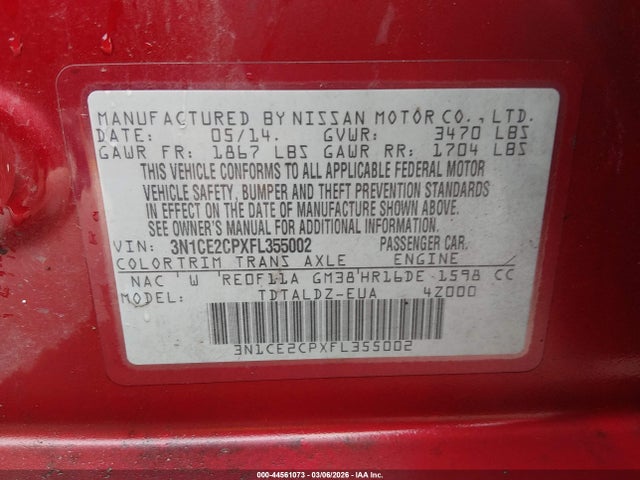 MANUFACTURED BY NISSAN MOTOR CO., LTD.
DATE: 05/14. GVWR: 3470 LBS
GAWR FR: 1867 LBS GAWR RR: 1704 LBS
THIS VEHICLE CONFORMS TO ALL APPLICABLE FEDERAL MOTOR
VEHICLE SAFETY, BUMPER AND THEFT PREVENTION STANDARDS
IN EFFECT ON THE DATE OF MANUFACTURE SHOWN ABOVE.
SEE OWNER'S MANUAL FOR ADDITIONAL INFORMATION.
VIN: 3N1CE2CPXFL355002 PASSENGER CAR.
COLOR TRIM TRANS AXLE ENGINE
NAC W RE0F11A GM38 HR16DE 1598 CC
MODEL: TDTALDZ-EUA 4Z000
3N1CE2CPXFL355002
000-44561073 | 03/06/2026 | IAA Inc.